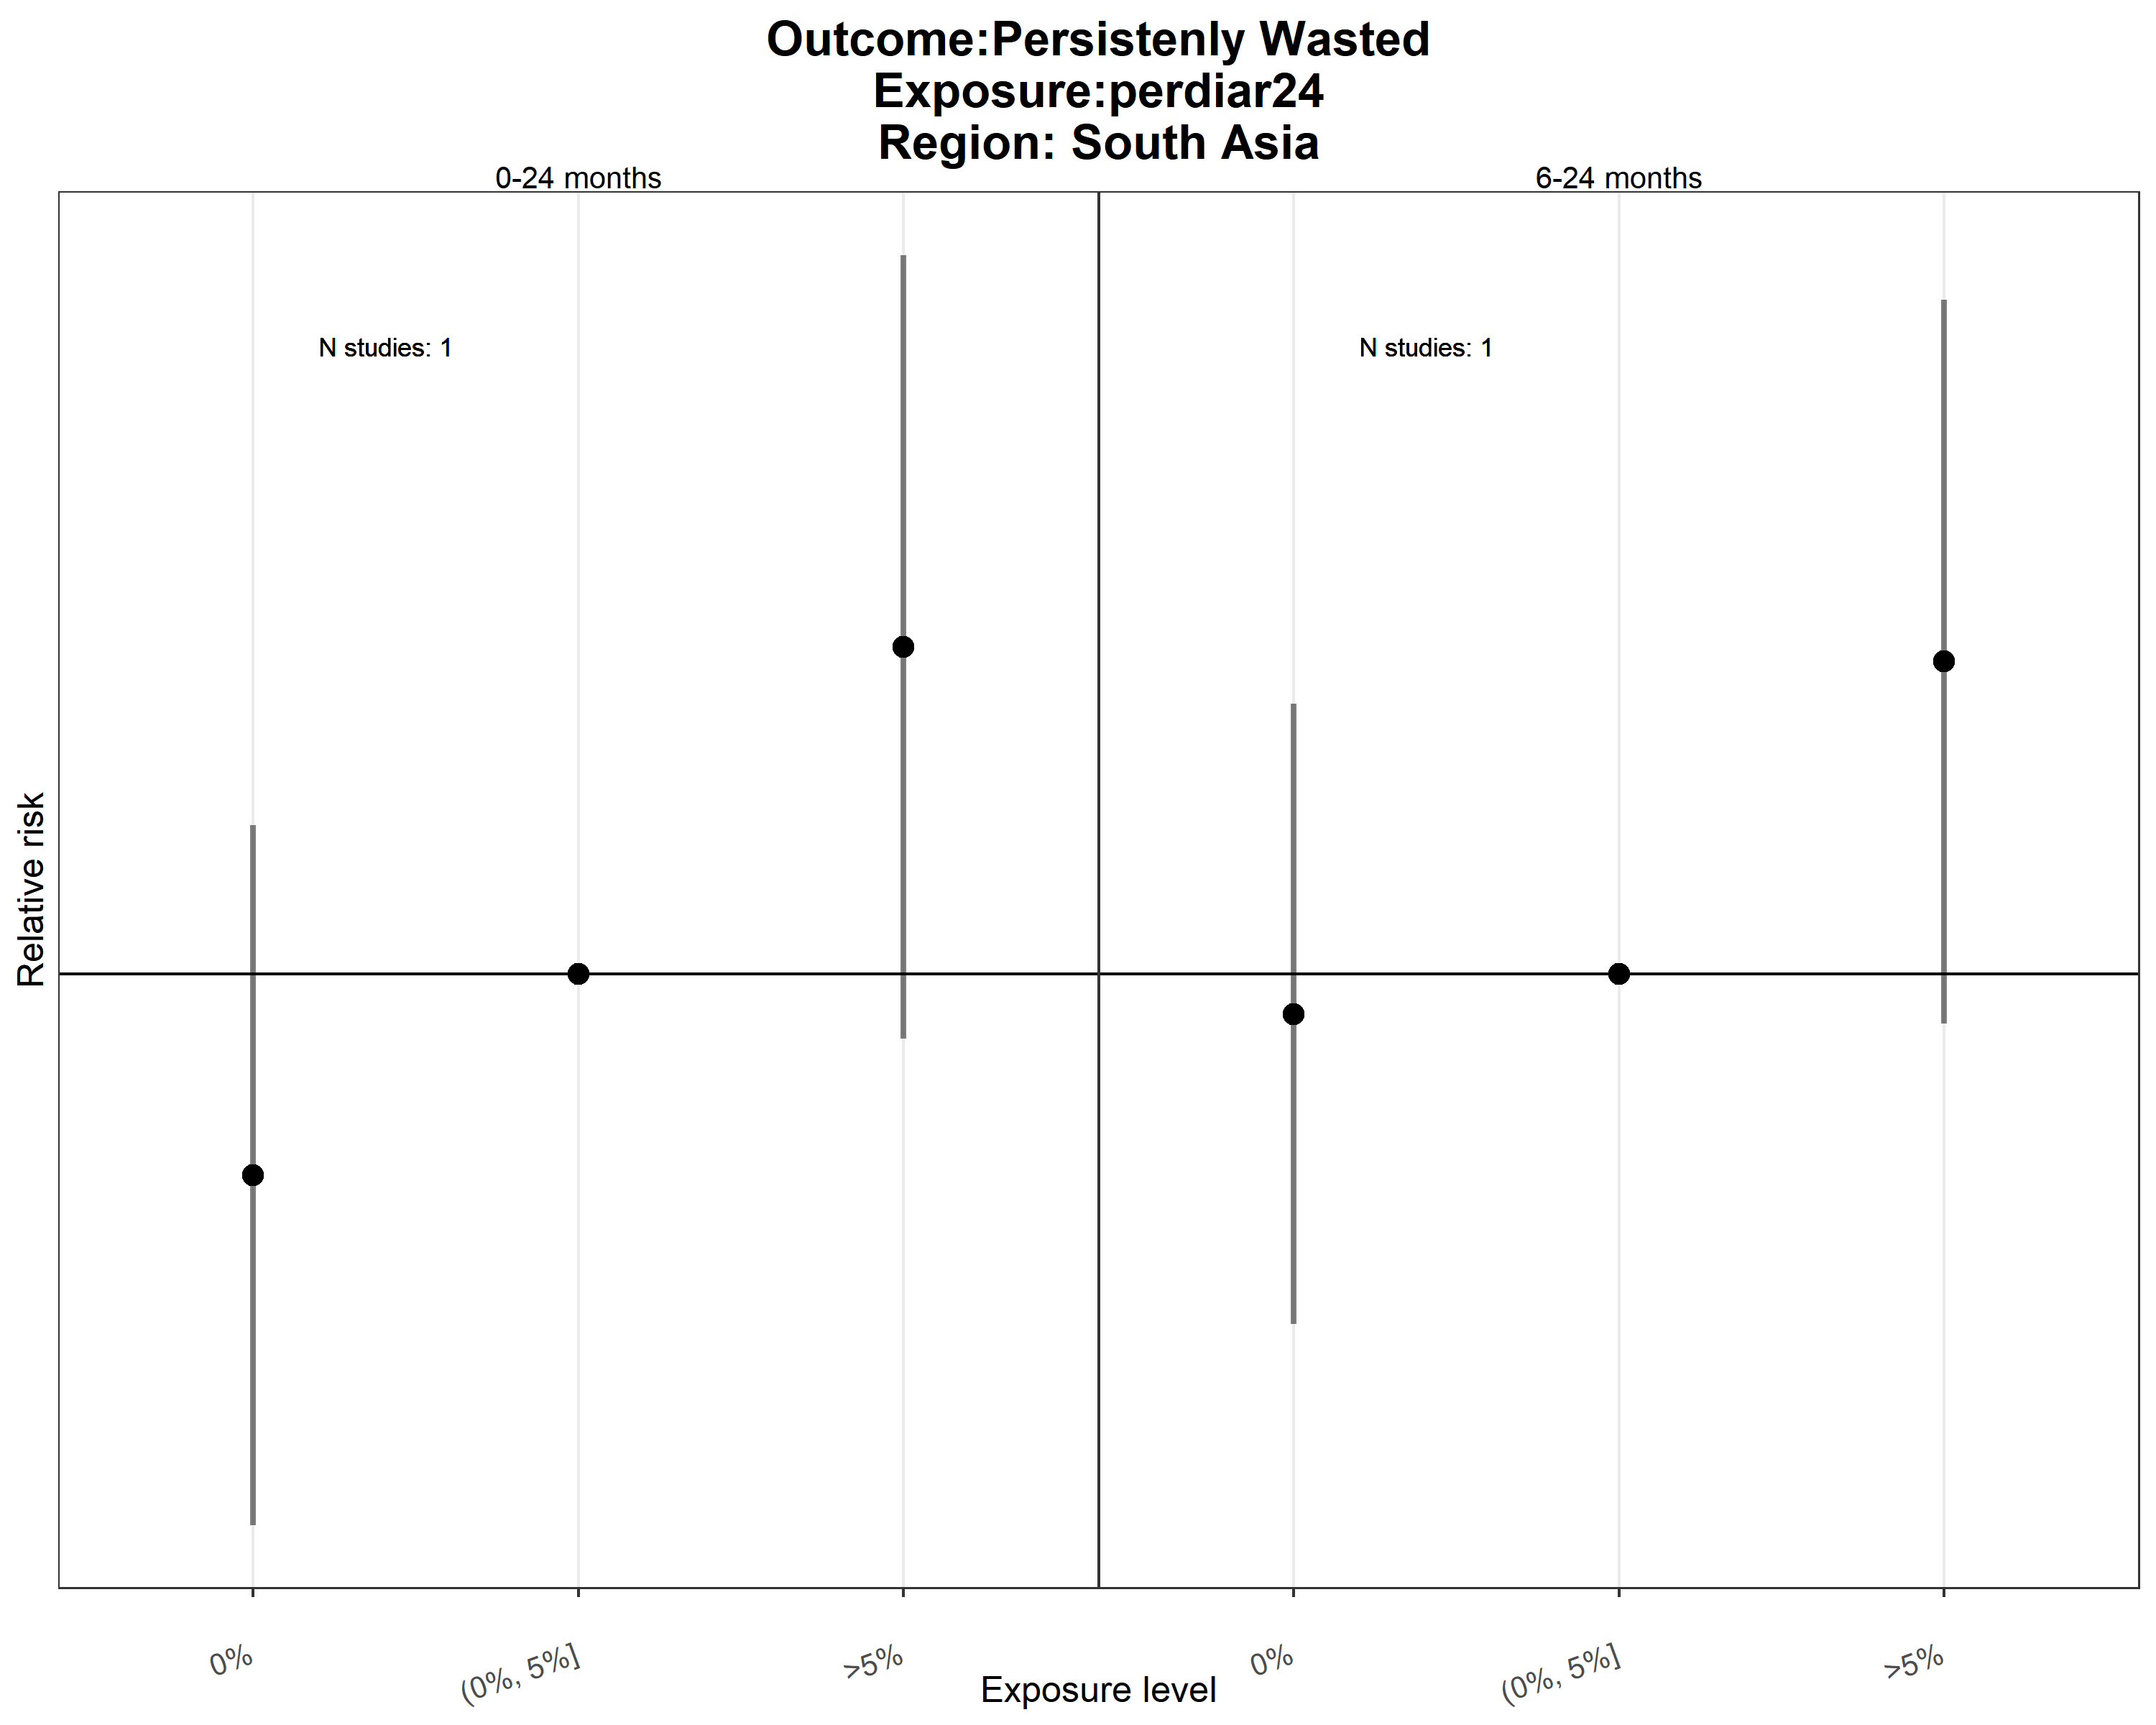 Outcome:Persistenly Wasted
Exposure:perdiar24
Region: South Asia
0-24 months
6-24 months
N studies: 1
N studies: 1
Relative risk
0%
(0%, 5%]
>5%
0%
(0%, 5%]
>5%
Exposure level